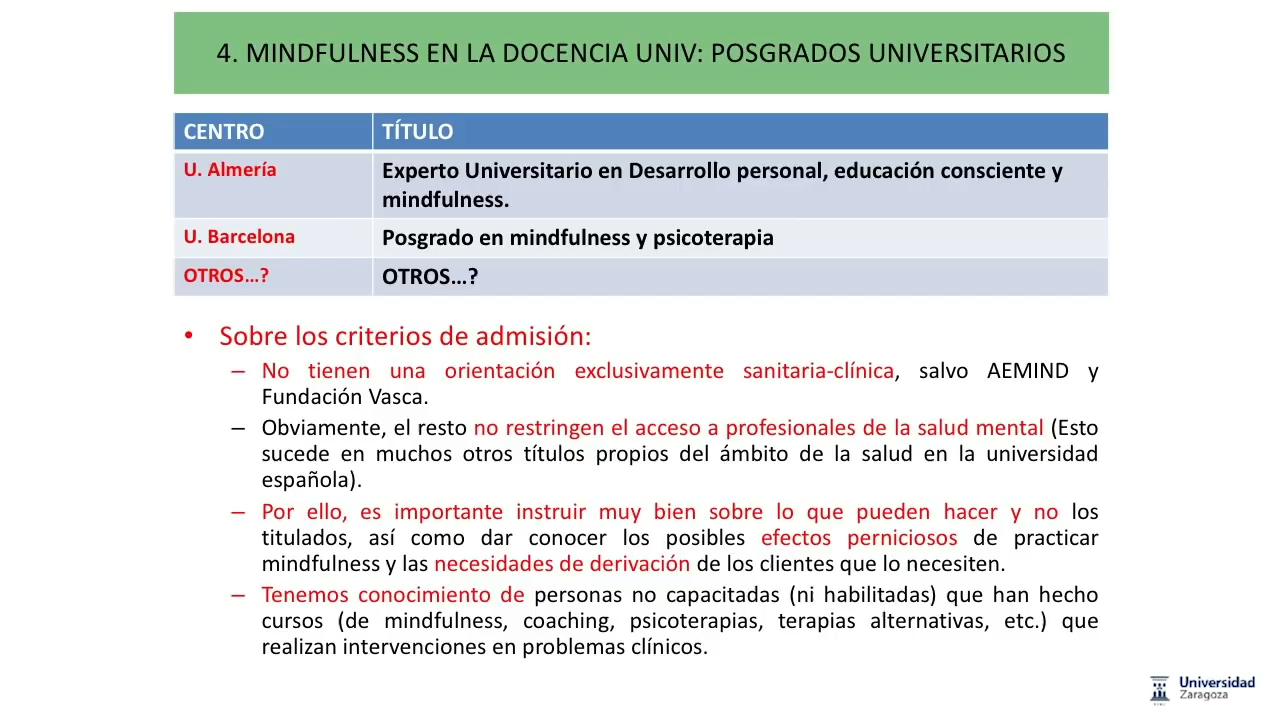 4. MINDFULNESS EN LA DOCENCIA UNIV: POSGRADOS UNIVERSITARIOS
CENTRO TÍTULO
U. Almería Experto Universitario en Desarrollo personal, educación consciente y
mindfulness.
U. Barcelona Posgrado en mindfulness y psicoterapia
OTROS…? OTROS…?
• Sobre los criterios de admisión:
– No tienen una orientación exclusivamente sanitaria-clínica, salvo AEMIND y
Fundación Vasca.
– Obviamente, el resto no restringen el acceso a profesionales de la salud mental (Esto
sucede en muchos otros títulos propios del ámbito de la salud en la universidad
española).
– Por ello, es importante instruir muy bien sobre lo que pueden hacer y no los
titulados, así como dar conocer los posibles efectos perniciosos de practicar
mindfulness y las necesidades de derivación de los clientes que lo necesiten.
– Tenemos conocimiento de personas no capacitadas (ni habilitadas) que han hecho
cursos (de mindfulness, coaching, psicoterapias, terapias alternativas, etc.) que
realizan intervenciones en problemas clínicos.
Universidad
Zaragoza